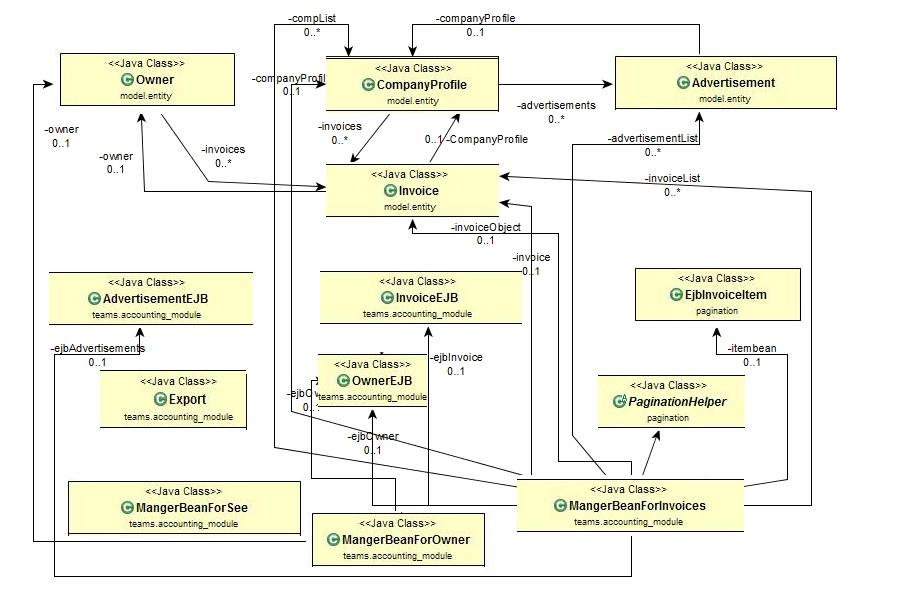 -compList
0..*
-companyProfile
0..1
<<Java Class>>
Owner
model.entity
<<Java Class>>
CompanyProfile
model.entity
<<Java Class>>
Advertisement
model.entity
-companyProfil
0..1
-advertisements
0..*
-owner
0..1
-invoices
0..*
0..1
-CompanyProfile
-advertisementList
0..*
-owner
0..1
-invoices
0..*
<<Java Class>>
Invoice
model.entity
-invoiceList
0..*
-invoiceObject
0..1
-invoice
0..1
<<Java Class>>
AdvertisementEJB
teams.accounting_module
<<Java Class>>
InvoiceEJB
teams.accounting_module
<<Java Class>>
EjbInvoiceItem
pagination
-ejbAdvertisements
0..1
-ejbInvoice
0..1
-itembean
0..1
<<Java Class>>
Export
teams.accounting_module
<<Java Class>>
OwnerEJB
teams.accounting_module
<<Java Class>>
PaginationHelper
pagination
-ejbOwner
0..1
<<Java Class>>
MangerBeanForSee
teams.accounting_module
<<Java Class>>
MangerBeanForOwner
teams.accounting_module
<<Java Class>>
MangerBeanForInvoices
teams.accounting_module